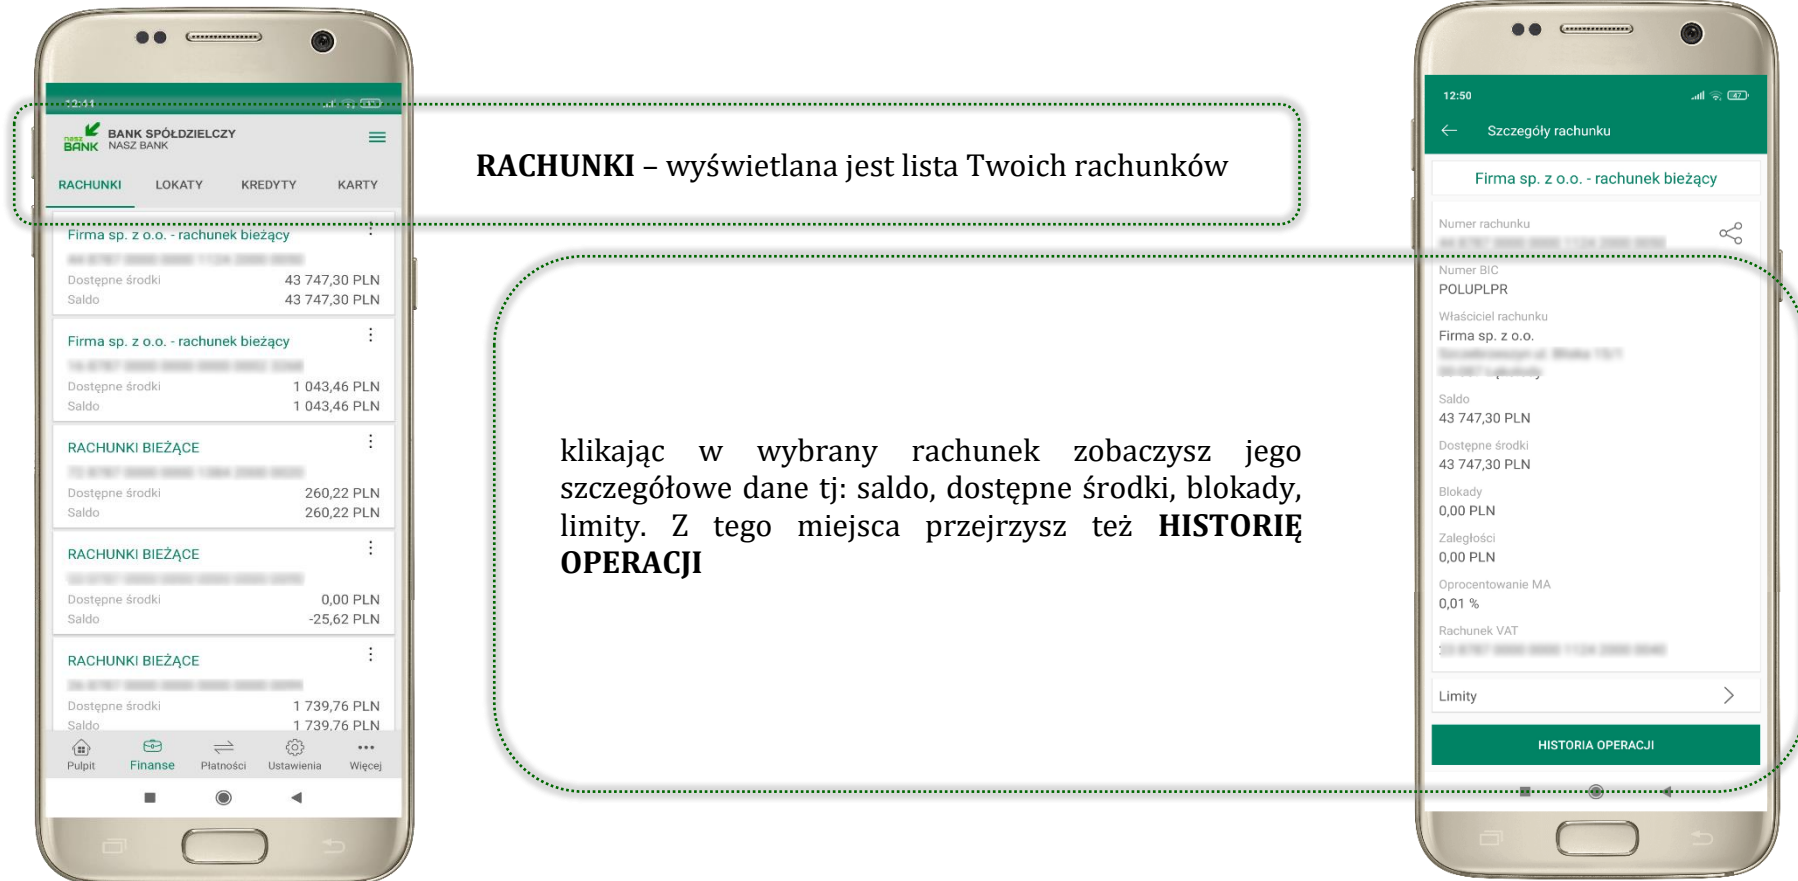 12:44
nasz BANK
BANK SPÓŁDZIELCZY
NASZ BANK
RACHUNKI LOKATY KREDYTY KARTY
Firma sp. z o.o. - rachunek bieżący
Dostępne środki 43 747,30 PLN
Saldo 43 747,30 PLN
Firma sp. z o.o. - rachunek bieżący
Dostępne środki 1 043,46 PLN
Saldo 1 043,46 PLN
RACHUNKI BIEŻĄCE
Dostępne środki 260,22 PLN
Saldo 260,22 PLN
RACHUNKI BIEŻĄCE
Dostępne środki 0,00 PLN
Saldo -25,62 PLN
RACHUNKI BIEŻĄCE
Dostępne środki 1 739,76 PLN
Saldo 1 739,76 PLN
Pulpit Finanse Płatności Ustawienia Więcej
RACHUNKI – wyświetlana jest lista Twoich rachunków
klikając w wybrany rachunek zobaczysz jego
szczegółowe dane tj: saldo, dostępne środki, blokady,
limity. Z tego miejsca przejrzysz też HISTORIĘ
OPERACJI
12:50 47
Szczegóły rachunku
Firma sp. z o.o. - rachunek bieżący
Numer rachunku
Numer BIC
POLUPLPR
Właściciel rachunku
Firma sp. z o.o.
Saldo
43 747,30 PLN
Dostępne środki
43 747,30 PLN
Blokady
0,00 PLN
Zaległości
0,00 PLN
Oprocentowanie MA
0,01 %
Rachunek VAT
Limity
HISTORIA OPERACJI